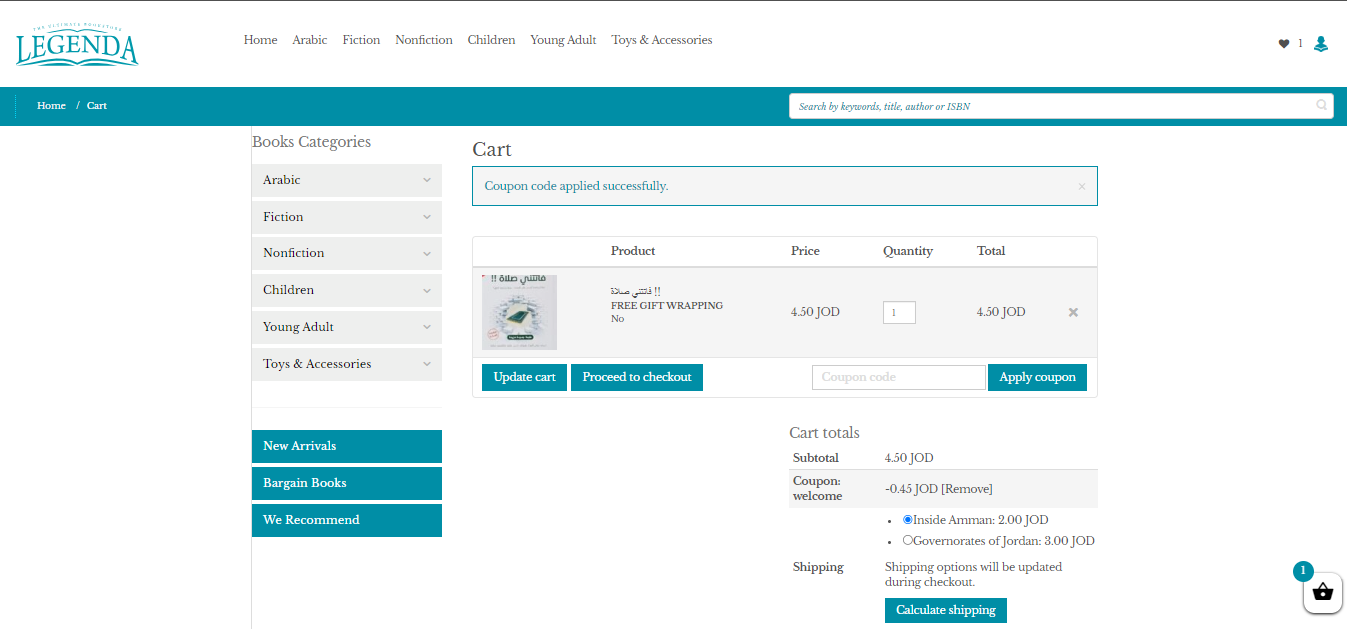 THE ULTIMATE BOOKSTORE
LEGENDA
Home Arabic Fiction Nonfiction Children Young Adult Toys & Accessories
1
Home / Cart
Search by keywords, title, author or ISBN
Books Categories
Arabic
Fiction
Nonfiction
Children
Young Adult
Toys & Accessories
New Arrivals
Bargain Books
We Recommend
Cart
Coupon code applied successfully.
×
Product Price Quantity Total
فاتتني صلاة !!
فاتتني صلاة !!
FREE GIFT WRAPPING
No
4.50 JOD 1 4.50 JOD ×
Update cart Proceed to checkout Coupon code Apply coupon
Cart totals
Subtotal 4.50 JOD
Coupon:
welcome
-0.45 JOD [Remove]
Inside Amman: 2.00 JOD
Governorates of Jordan: 3.00 JOD
Shipping
Shipping options will be updated
during checkout.
Calculate shipping
1